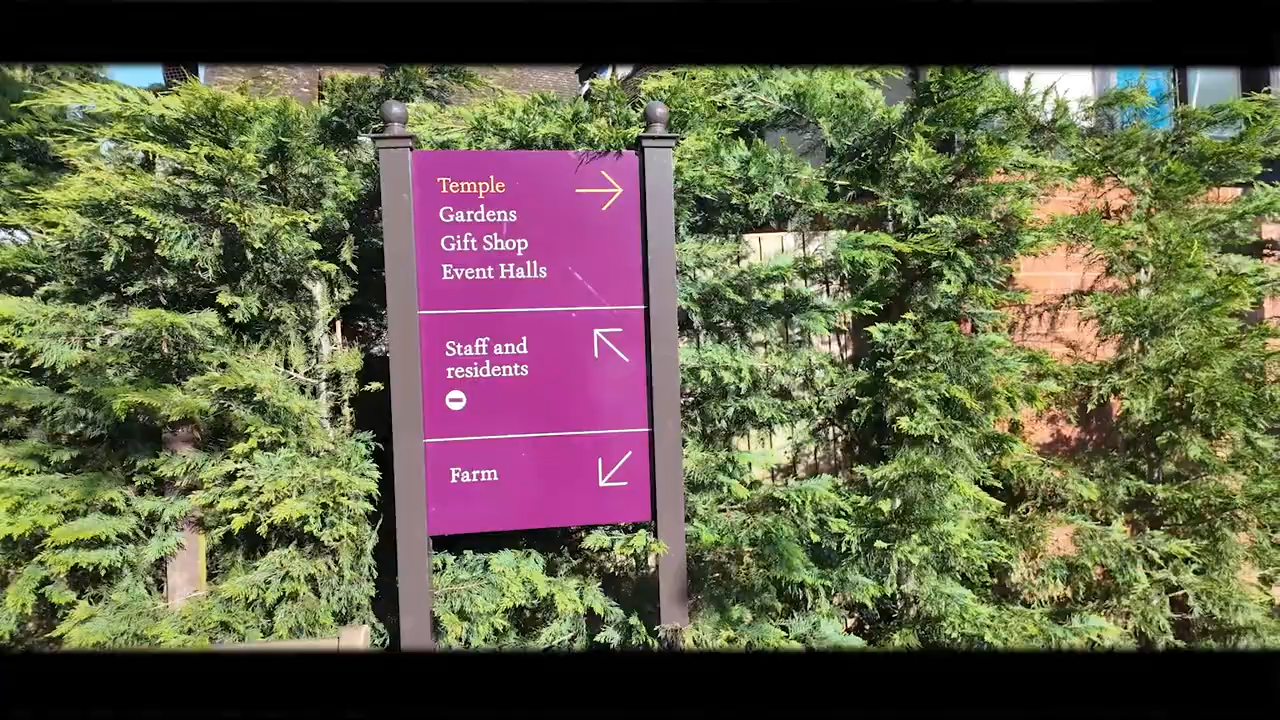 Temple
Gardens
Gift Shop
Event Halls
Staff and
residents
Farm